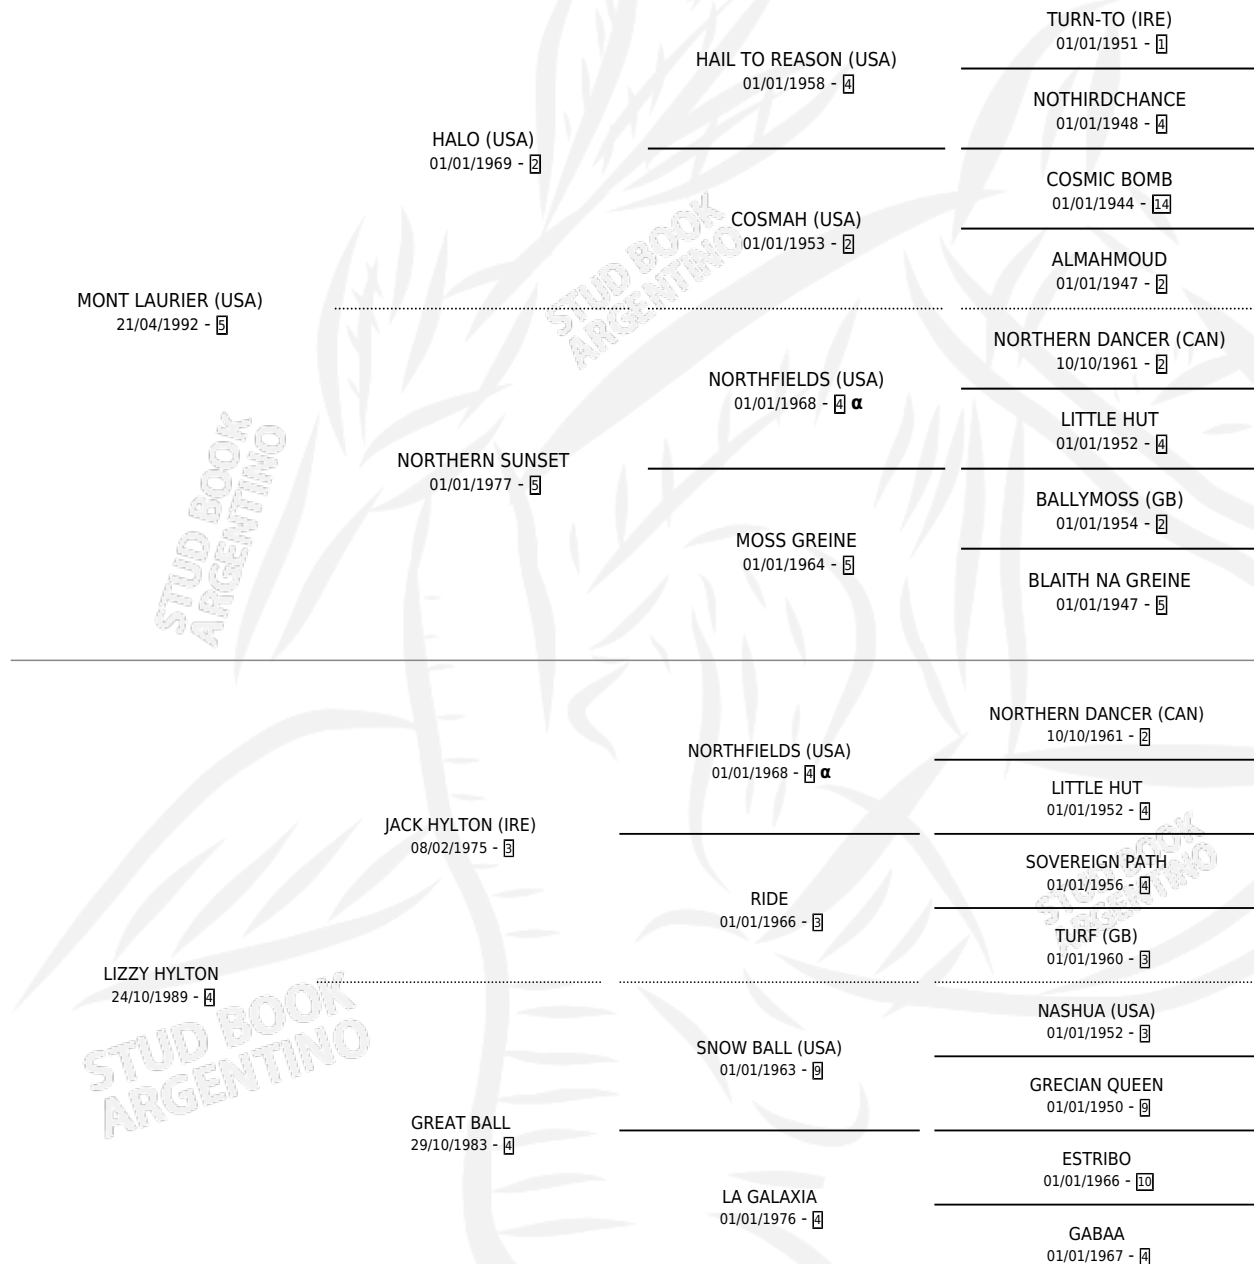 TURN-TO (IRE)
01/01/1951 - 1
HAIL TO REASON (USA)
01/01/1958 - 4
NOTHIRDCHANCE
01/01/1948 - 4
HALO (USA)
01/01/1969 - 2
COSMIC BOMB
01/01/1944 - 14
COSMAH (USA)
01/01/1953 - 2
ALMAHMOUD
01/01/1947 - 2
STUD BOOK
ARGENTINO
MONT LAURIER (USA)
21/04/1992 - 5
NORTHERN DANCER (CAN)
10/10/1961 - 2
NORTHFIELDS (USA)
01/01/1968 - 4 α
LITTLE HUT
01/01/1952 - 4
NORTHERN SUNSET
01/01/1977 - 5
BALLYMOSS (GB)
01/01/1954 - 2
MOSS GREINE
01/01/1964 - 5
BLAITH NA GREINE
01/01/1947 - 5
STUD BOOK
ARGENTINO
NORTHERN DANCER (CAN)
10/10/1961 - 2
NORTHFIELDS (USA)
01/01/1968 - 4 α
LITTLE HUT
01/01/1952 - 4
JACK HYLTON (IRE)
08/02/1975 - 3
SOVEREIGN PATH
01/01/1956 - 4
RIDE
01/01/1966 - 3
TURF (GB)
01/01/1960 - 3
STUD BOOK
ARGENTINO
LIZZY HYLTON
24/10/1989 - 4
NASHUA (USA)
01/01/1952 - 3
SNOW BALL (USA)
01/01/1963 - 9
GRECIAN QUEEN
01/01/1950 - 9
GREAT BALL
29/10/1983 - 4
ESTRIBO
01/01/1966 - 10
LA GALAXIA
01/01/1976 - 4
GABAA
01/01/1967 - 4
STUD BOOK
ARGENTINO